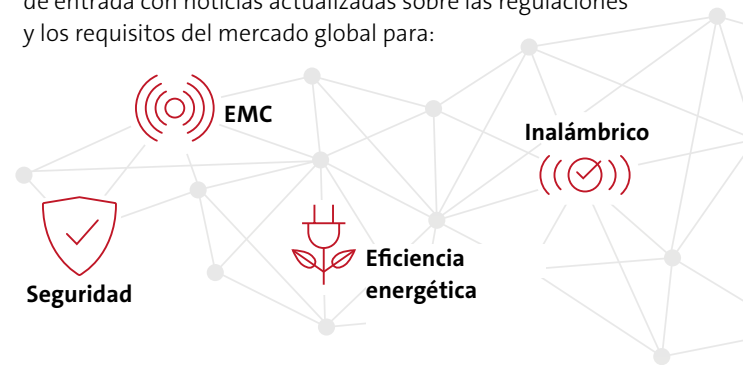 de entrada con noticias actualizadas sobre las regulaciones
y los requisitos del mercado global para:
EMC
Inalámbrico
Seguridad
Eficiencia
energética